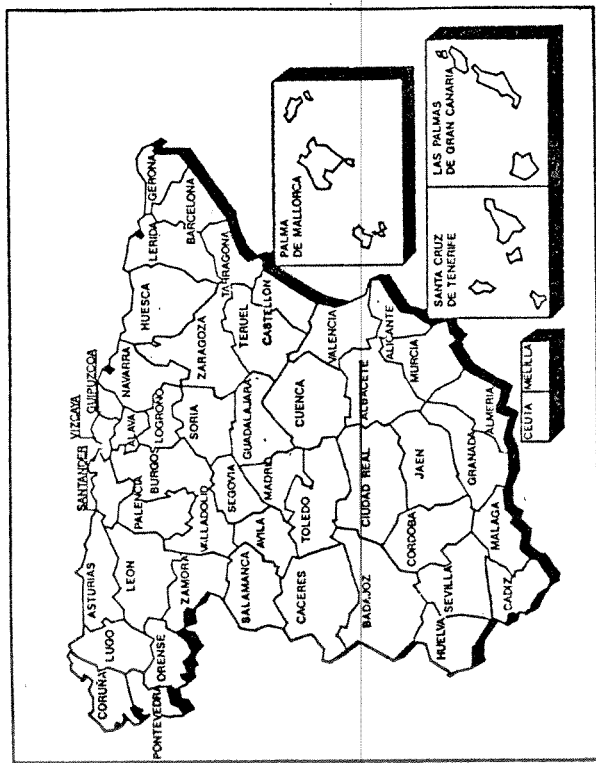 CORUÑA
LUGO
ASTURIAS
SANTANDER
VIZCAYA
GUIPUZCOA
PONTEVEDRA
ORENSE
LEON
PALENCIA
BURGOS
ALAVA
NAVARRA
LOGROÑO
HUESCA
LERIDA
GERONA
BARCELONA
ZAMORA
VALLADOLID
SORIA
ZARAGOZA
TARRAGONA
SALAMANCA
AVILA
SEGOVIA
GUADALAJARA
TERUEL
CASTELLON
MADRID
CACERES
TOLEDO
CUENCA
VALENCIA
BADAJOZ
CIUDAD REAL
ALBACETE
ALICANTE
HUELVA
SEVILLA
CORDOBA
JAEN
MURCIA
CADIZ
MALAGA
GRANADA
ALMERIA
PALMA
DE MALLORCA
CEUTA
MELILLA
SANTA CRUZ
DE TENERIFE
LAS PALMAS
DE GRAN CANARIA